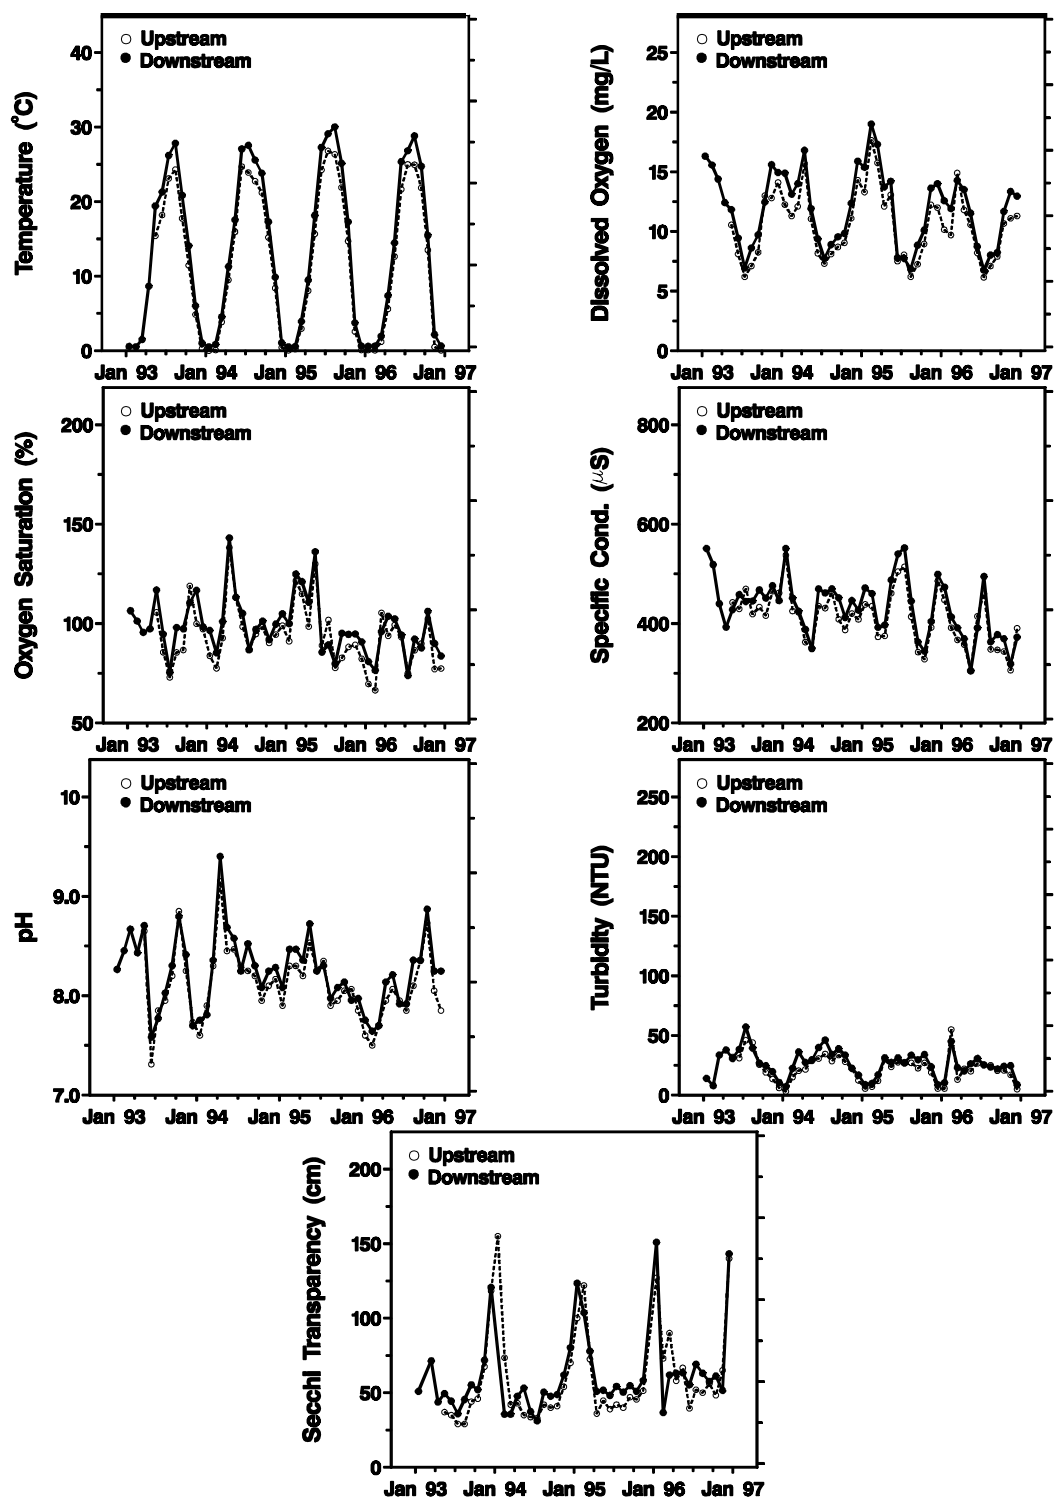 Temperature (°C)
Upstream
Downstream
40
30
20
10
0
Jan 93 Jan 94 Jan 95 Jan 96 Jan 97
Dissolved Oxygen (mg/L)
Upstream
Downstream
25
20
15
10
5
0
Jan 93 Jan 94 Jan 95 Jan 96 Jan 97
Oxygen Saturation (%)
Upstream
Downstream
200
150
100
50
Jan 93 Jan 94 Jan 95 Jan 96 Jan 97
Specific Cond. (μS)
Upstream
Downstream
800
600
400
200
Jan 93 Jan 94 Jan 95 Jan 96 Jan 97
pH
Upstream
Downstream
10
9.0
8.0
7.0
Jan 93 Jan 94 Jan 95 Jan 96 Jan 97
Turbidity (NTU)
Upstream
Downstream
250
200
150
100
50
0
Jan 93 Jan 94 Jan 95 Jan 96 Jan 97
Secchi Transparency (cm)
Upstream
Downstream
200
150
100
50
0
Jan 93 Jan 94 Jan 95 Jan 96 Jan 97